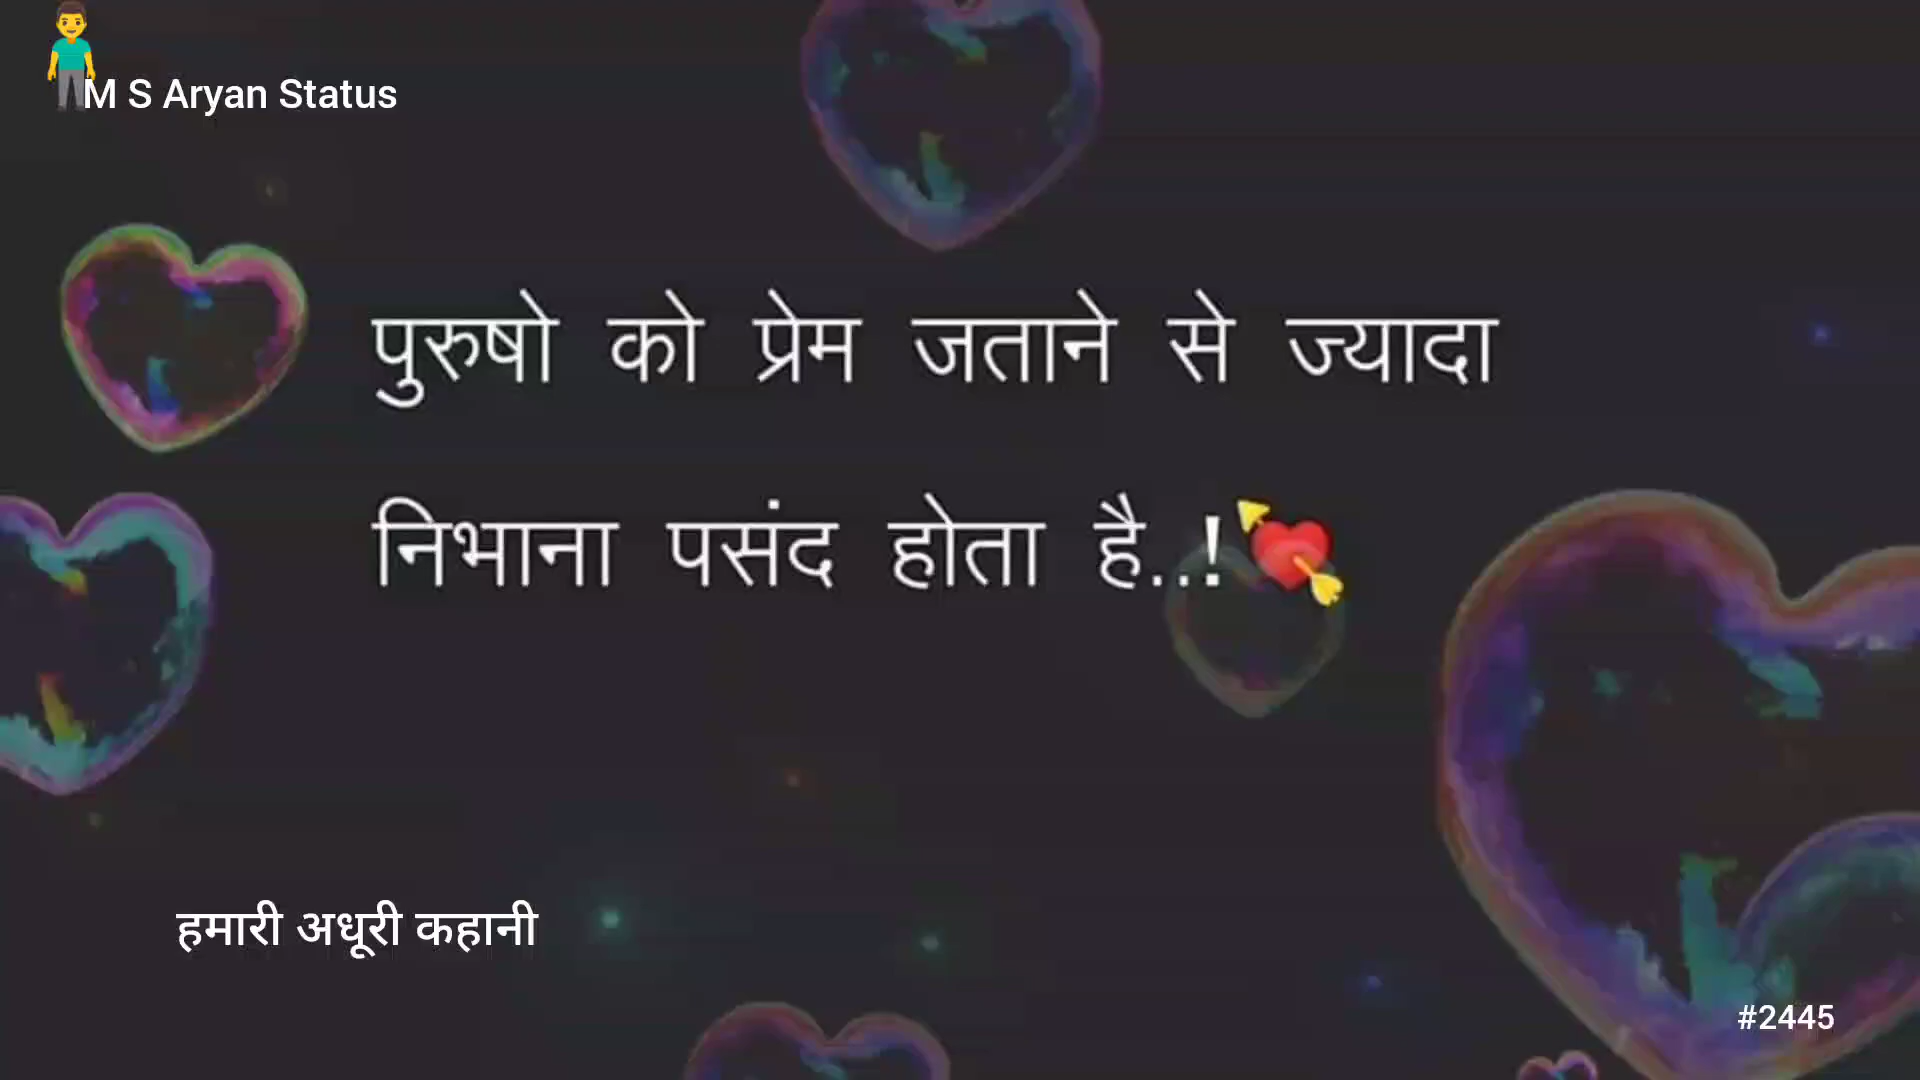 M S Aryan Status
पुरुषो को प्रेम जताने से ज्यादा
निभाना पसंद होता है..!💘
हमारी अधूरी कहानी
#2445